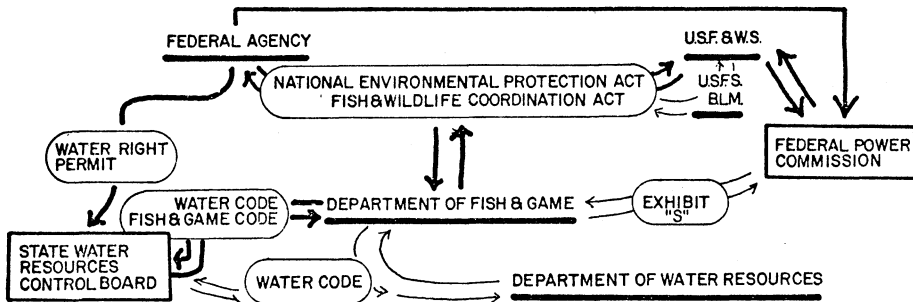 FEDERAL AGENCY
U.S.F. & W.S.
NATIONAL ENVIRONMENTAL PROTECTION ACT
FISH & WILDLIFE COORDINATION ACT
U.S.F.S.
B.L.M.
WATER RIGHT
PERMIT
FEDERAL POWER
COMMISSION
WATER CODE
FISH & GAME CODE
DEPARTMENT OF FISH & GAME
EXHIBIT
"S"
STATE WATER
RESOURCES
CONTROL BOARD
WATER CODE
DEPARTMENT OF WATER RESOURCES